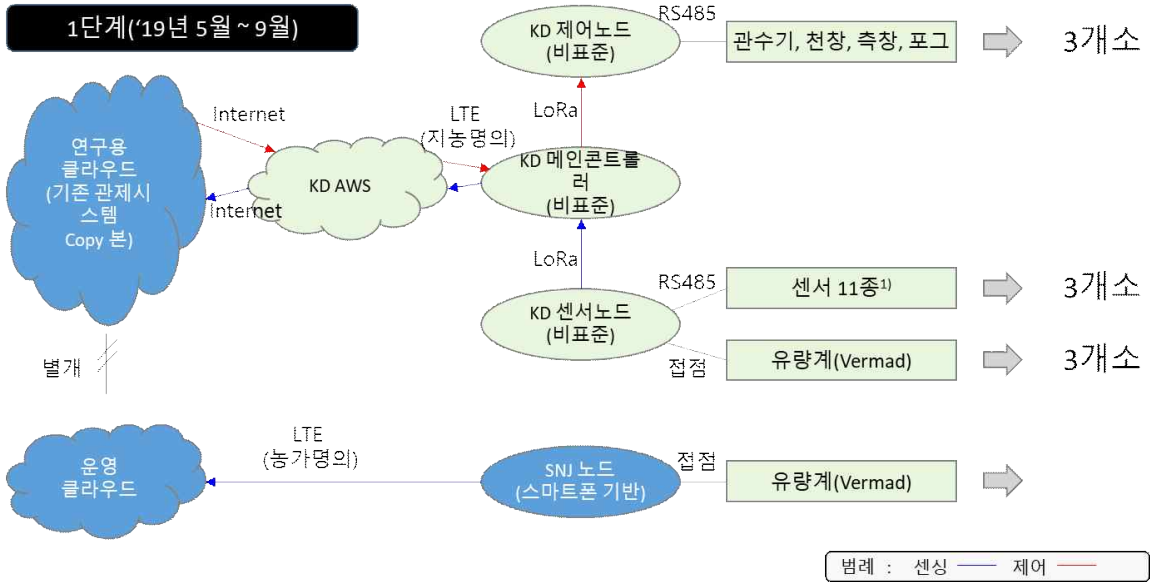 1단계(‘19년 5월 ~ 9월)
KD 제어노드
(비표준)
RS485
관수기, 천창, 측창, 포그
3개소
Internet
LTE
(지농명의)
LoRa
연구용
클라우드
(기존 관제시
스템
Copy 본)
KD AWS
KD 메인콘트롤
러
(비표준)
Internet
LoRa
RS485
센서 11종¹⁾
3개소
KD 센서노드
(비표준)
접점
유량계(Vermad)
3개소
별개
LTE
(농가명의)
운영
클라우드
SNJ 노드
(스마트폰 기반)
접점
유량계(Vermad)
범례 : 센싱 제어